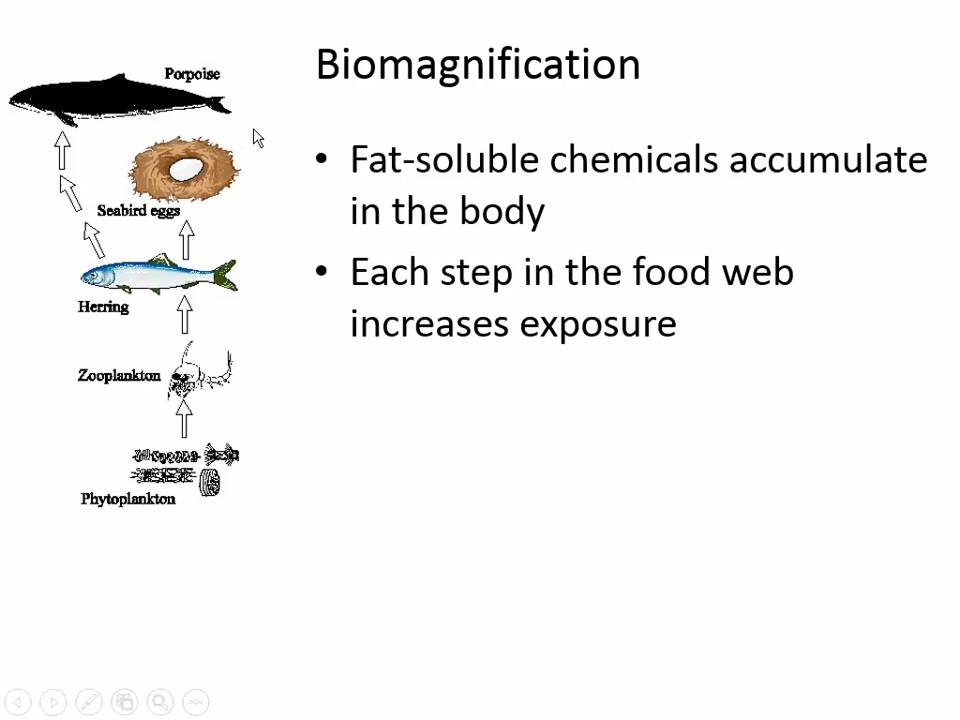 Biomagnification
• Fat-soluble chemicals accumulate
in the body
• Each step in the food web
increases exposure
Porpoise
Seabird eggs
Herring
Zooplankton
Phytoplankton